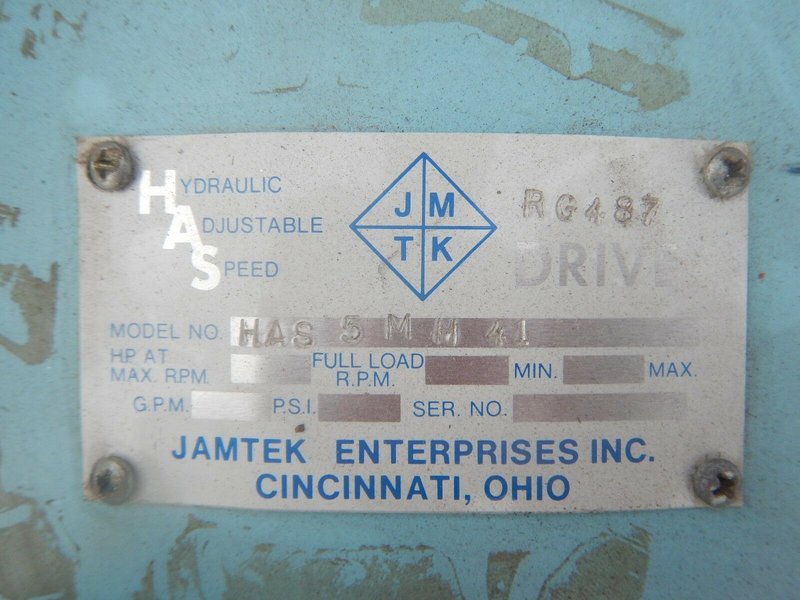 HYDRAULIC
ADJUSTABLE
SPEED
J M
T K
RG487
DRIVE
MODEL NO. HAS 5 M H 41
HP AT MAX. RPM. FULL LOAD R.P.M. MIN. MAX.
G.P.M. P.S.I. SER. NO.
JAMTEK ENTERPRISES INC.
CINCINNATI, OHIO